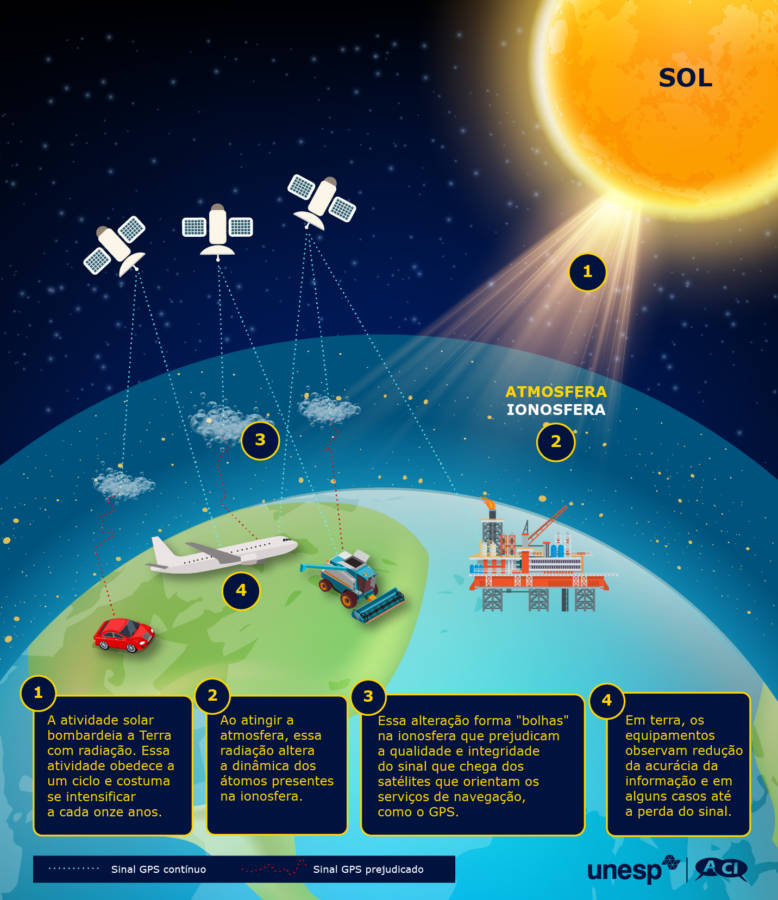 SOL
1
ATMOSFERA
IONOSFERA
2
3
4
1
A atividade solar
bombardeia a Terra
com radiação. Essa
atividade obedece a
um ciclo e costuma
se intensificar
a cada onze anos.
2
Ao atingir a
atmosfera, essa
radiação altera
a dinâmica dos
átomos presentes
na ionosfera.
3
Essa alteração forma "bolhas"
na ionosfera que prejudicam
a qualidade e integridade
do sinal que chega dos
satélites que orientam os
serviços de navegação,
como o GPS.
4
Em terra, os
equipamentos
observam redução
da acurácia da
informação e em
alguns casos até
a perda do sinal.
Sinal GPS contínuo
Sinal GPS prejudicado
unesp
ACI